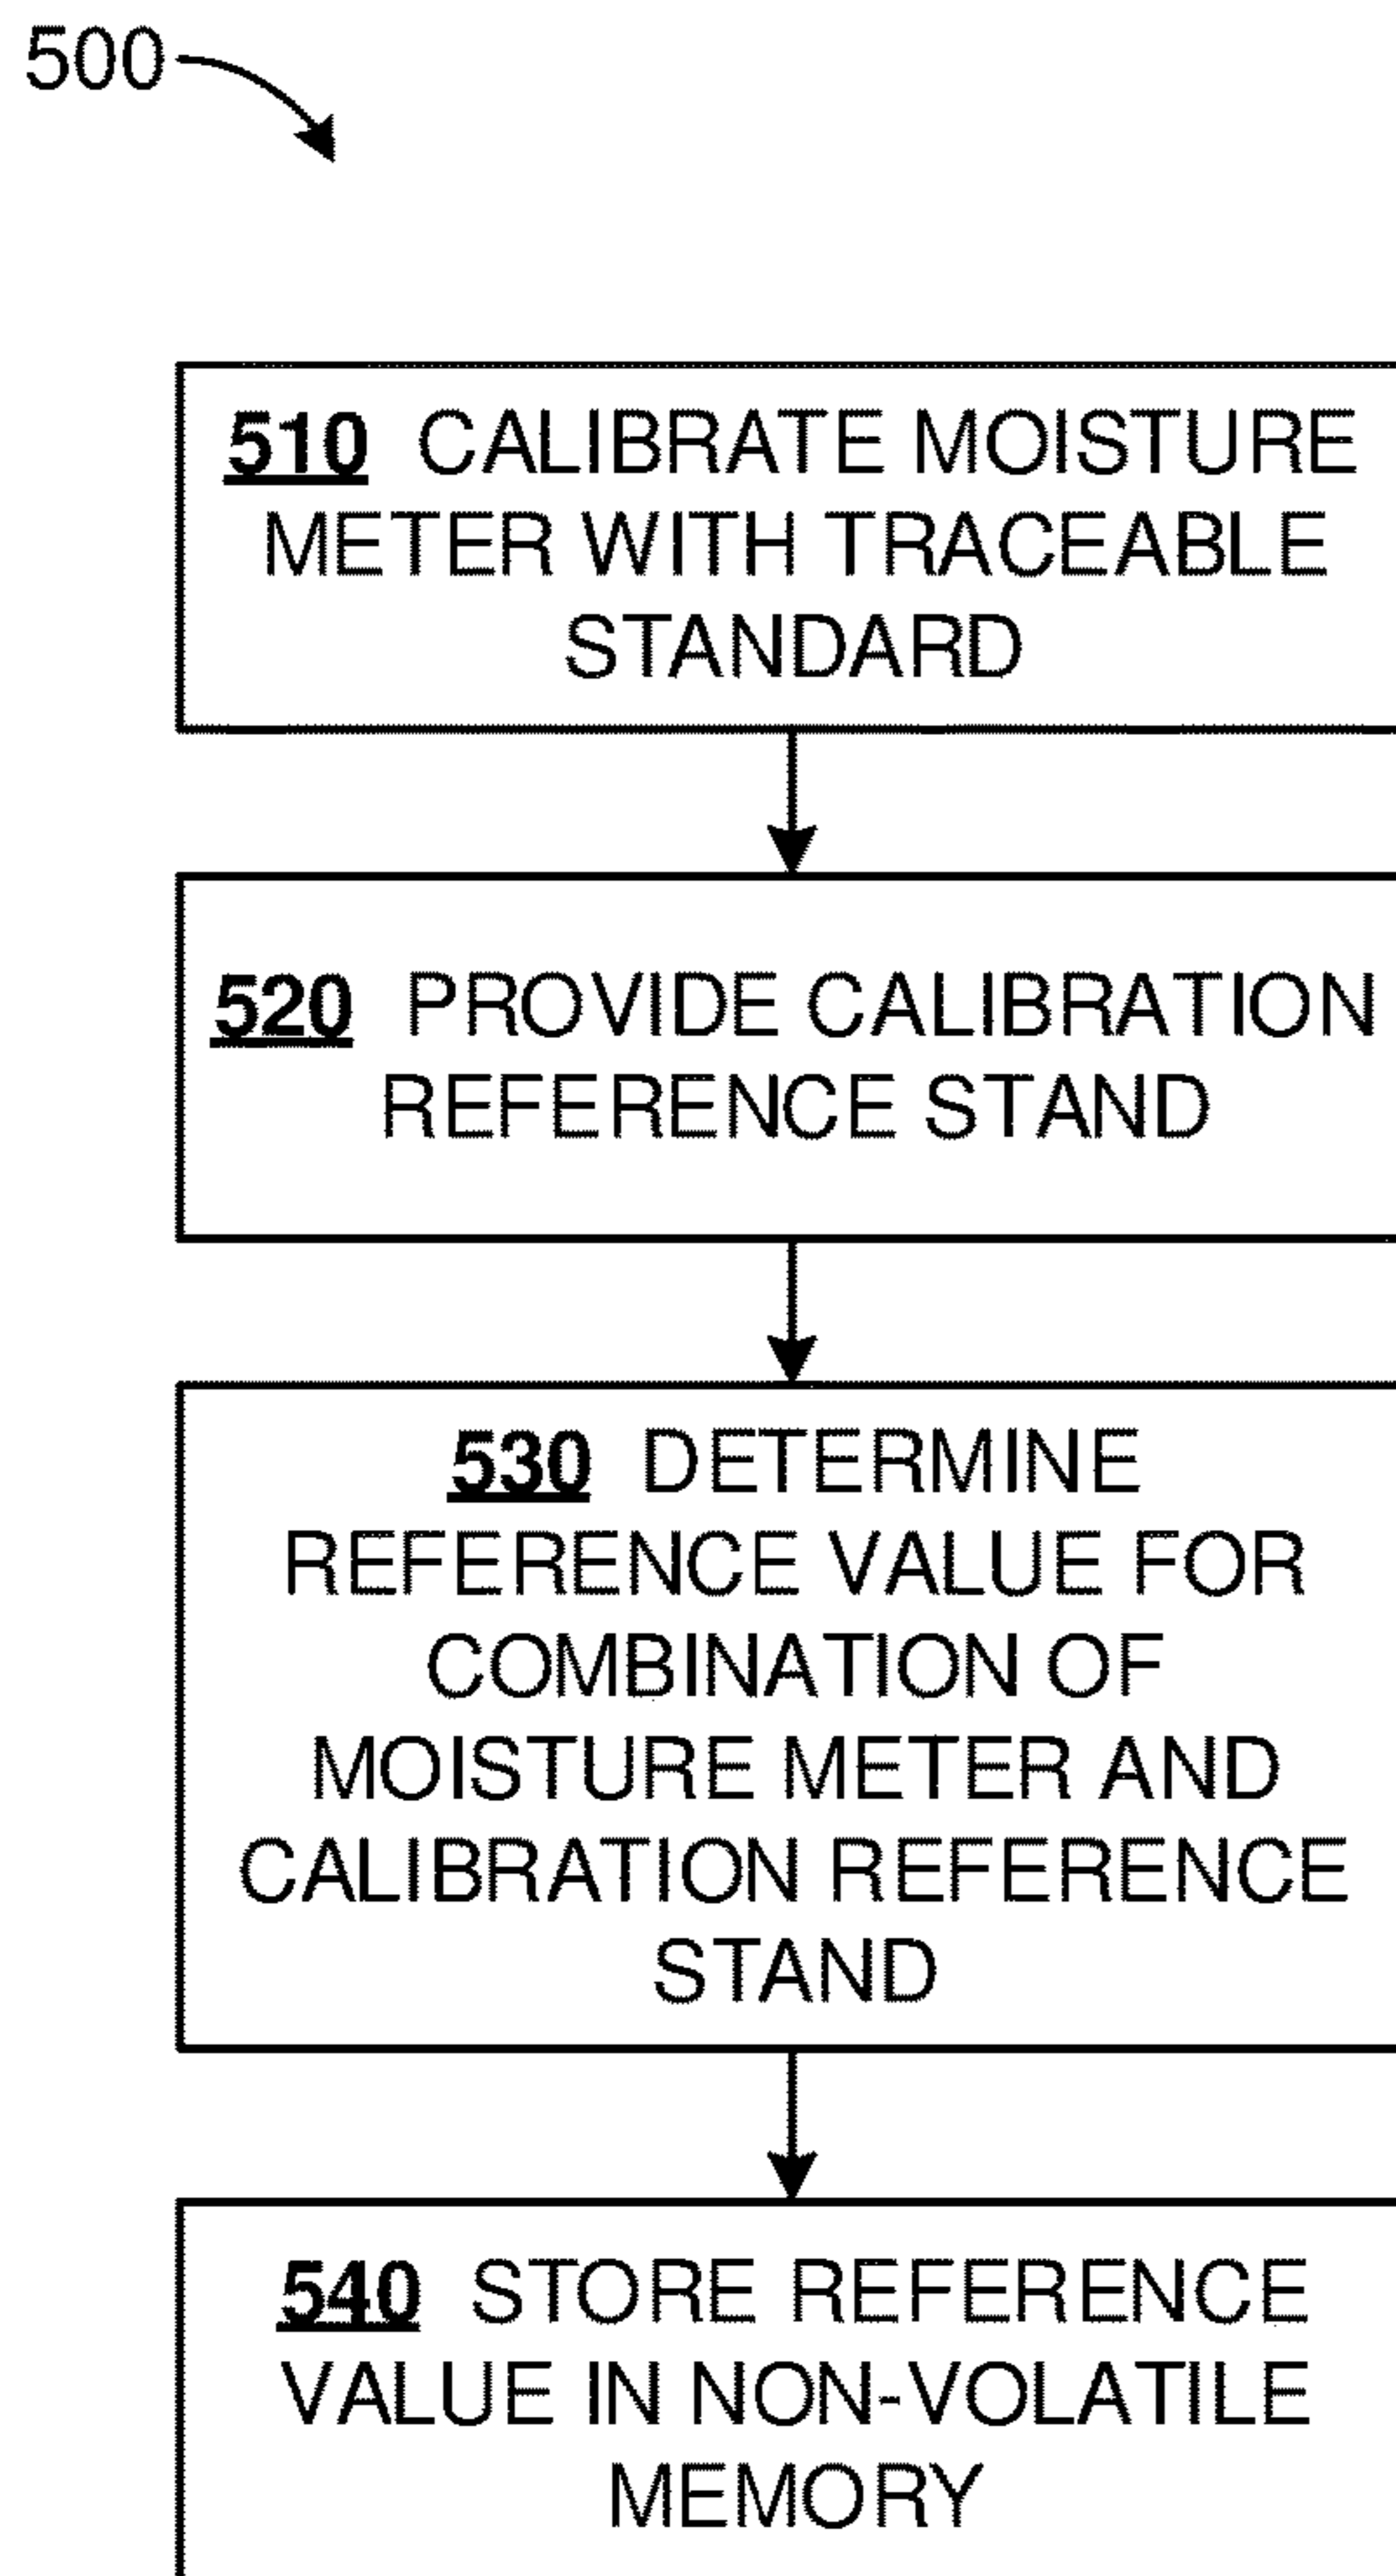 500
510 CALIBRATE MOISTURE
METER WITH TRACEABLE
STANDARD
520 PROVIDE CALIBRATION
REFERENCE STAND
530 DETERMINE
REFERENCE VALUE FOR
COMBINATION OF
MOISTURE METER AND
CALIBRATION REFERENCE
STAND
540 STORE REFERENCE
VALUE IN NON-VOLATILE
MEMORY